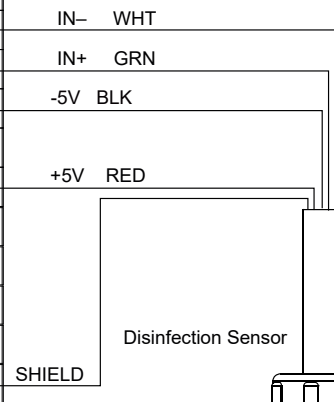 IN– WHT
IN+ GRN
-5V BLK
+5V RED
Disinfection Sensor
SHIELD